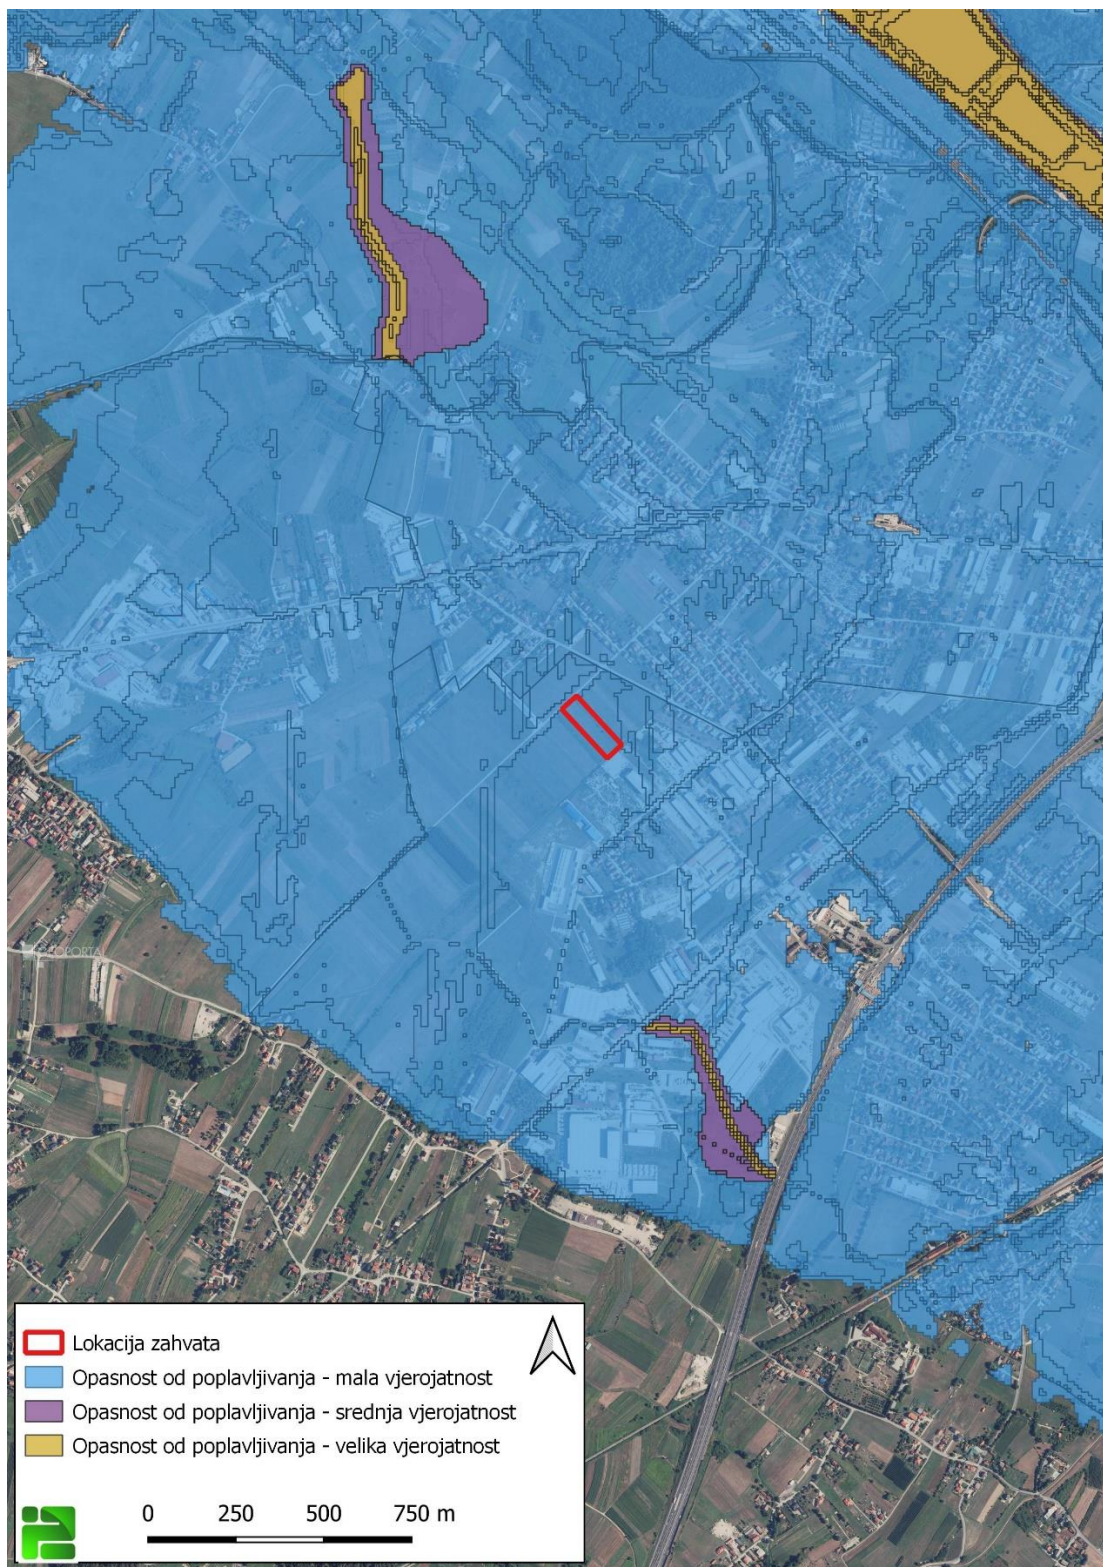 Lokacija zahvata
Opasnost od poplavljivanja - mala vjerojatnost
Opasnost od poplavljivanja - srednja vjerojatnost
Opasnost od poplavljivanja - velika vjerojatnost
0 250 500 750 m